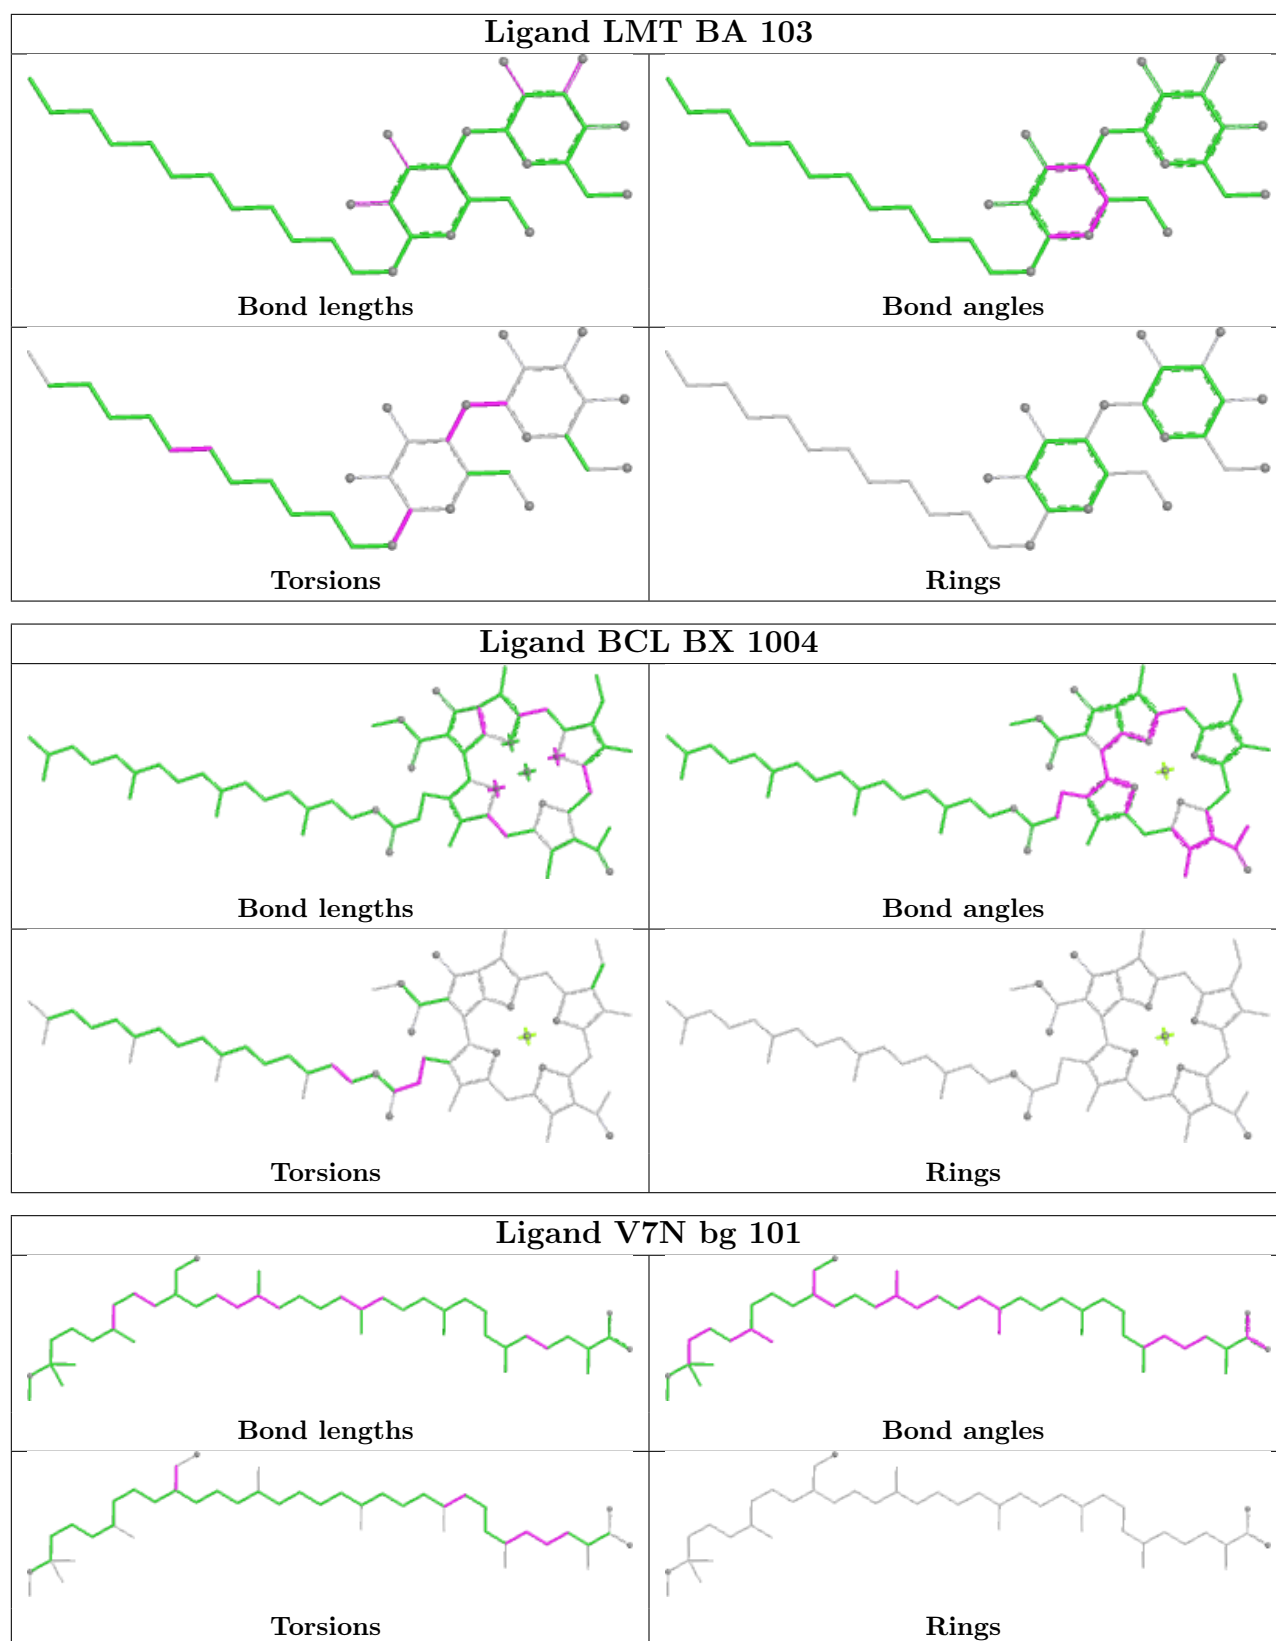 Ligand LMT BA 103
Bond lengths
Bond angles
Torsions
Rings
Ligand BCL BX 1004
Bond lengths
Bond angles
Torsions
Rings
Ligand V7N bg 101
Bond lengths
Bond angles
Torsions
Rings